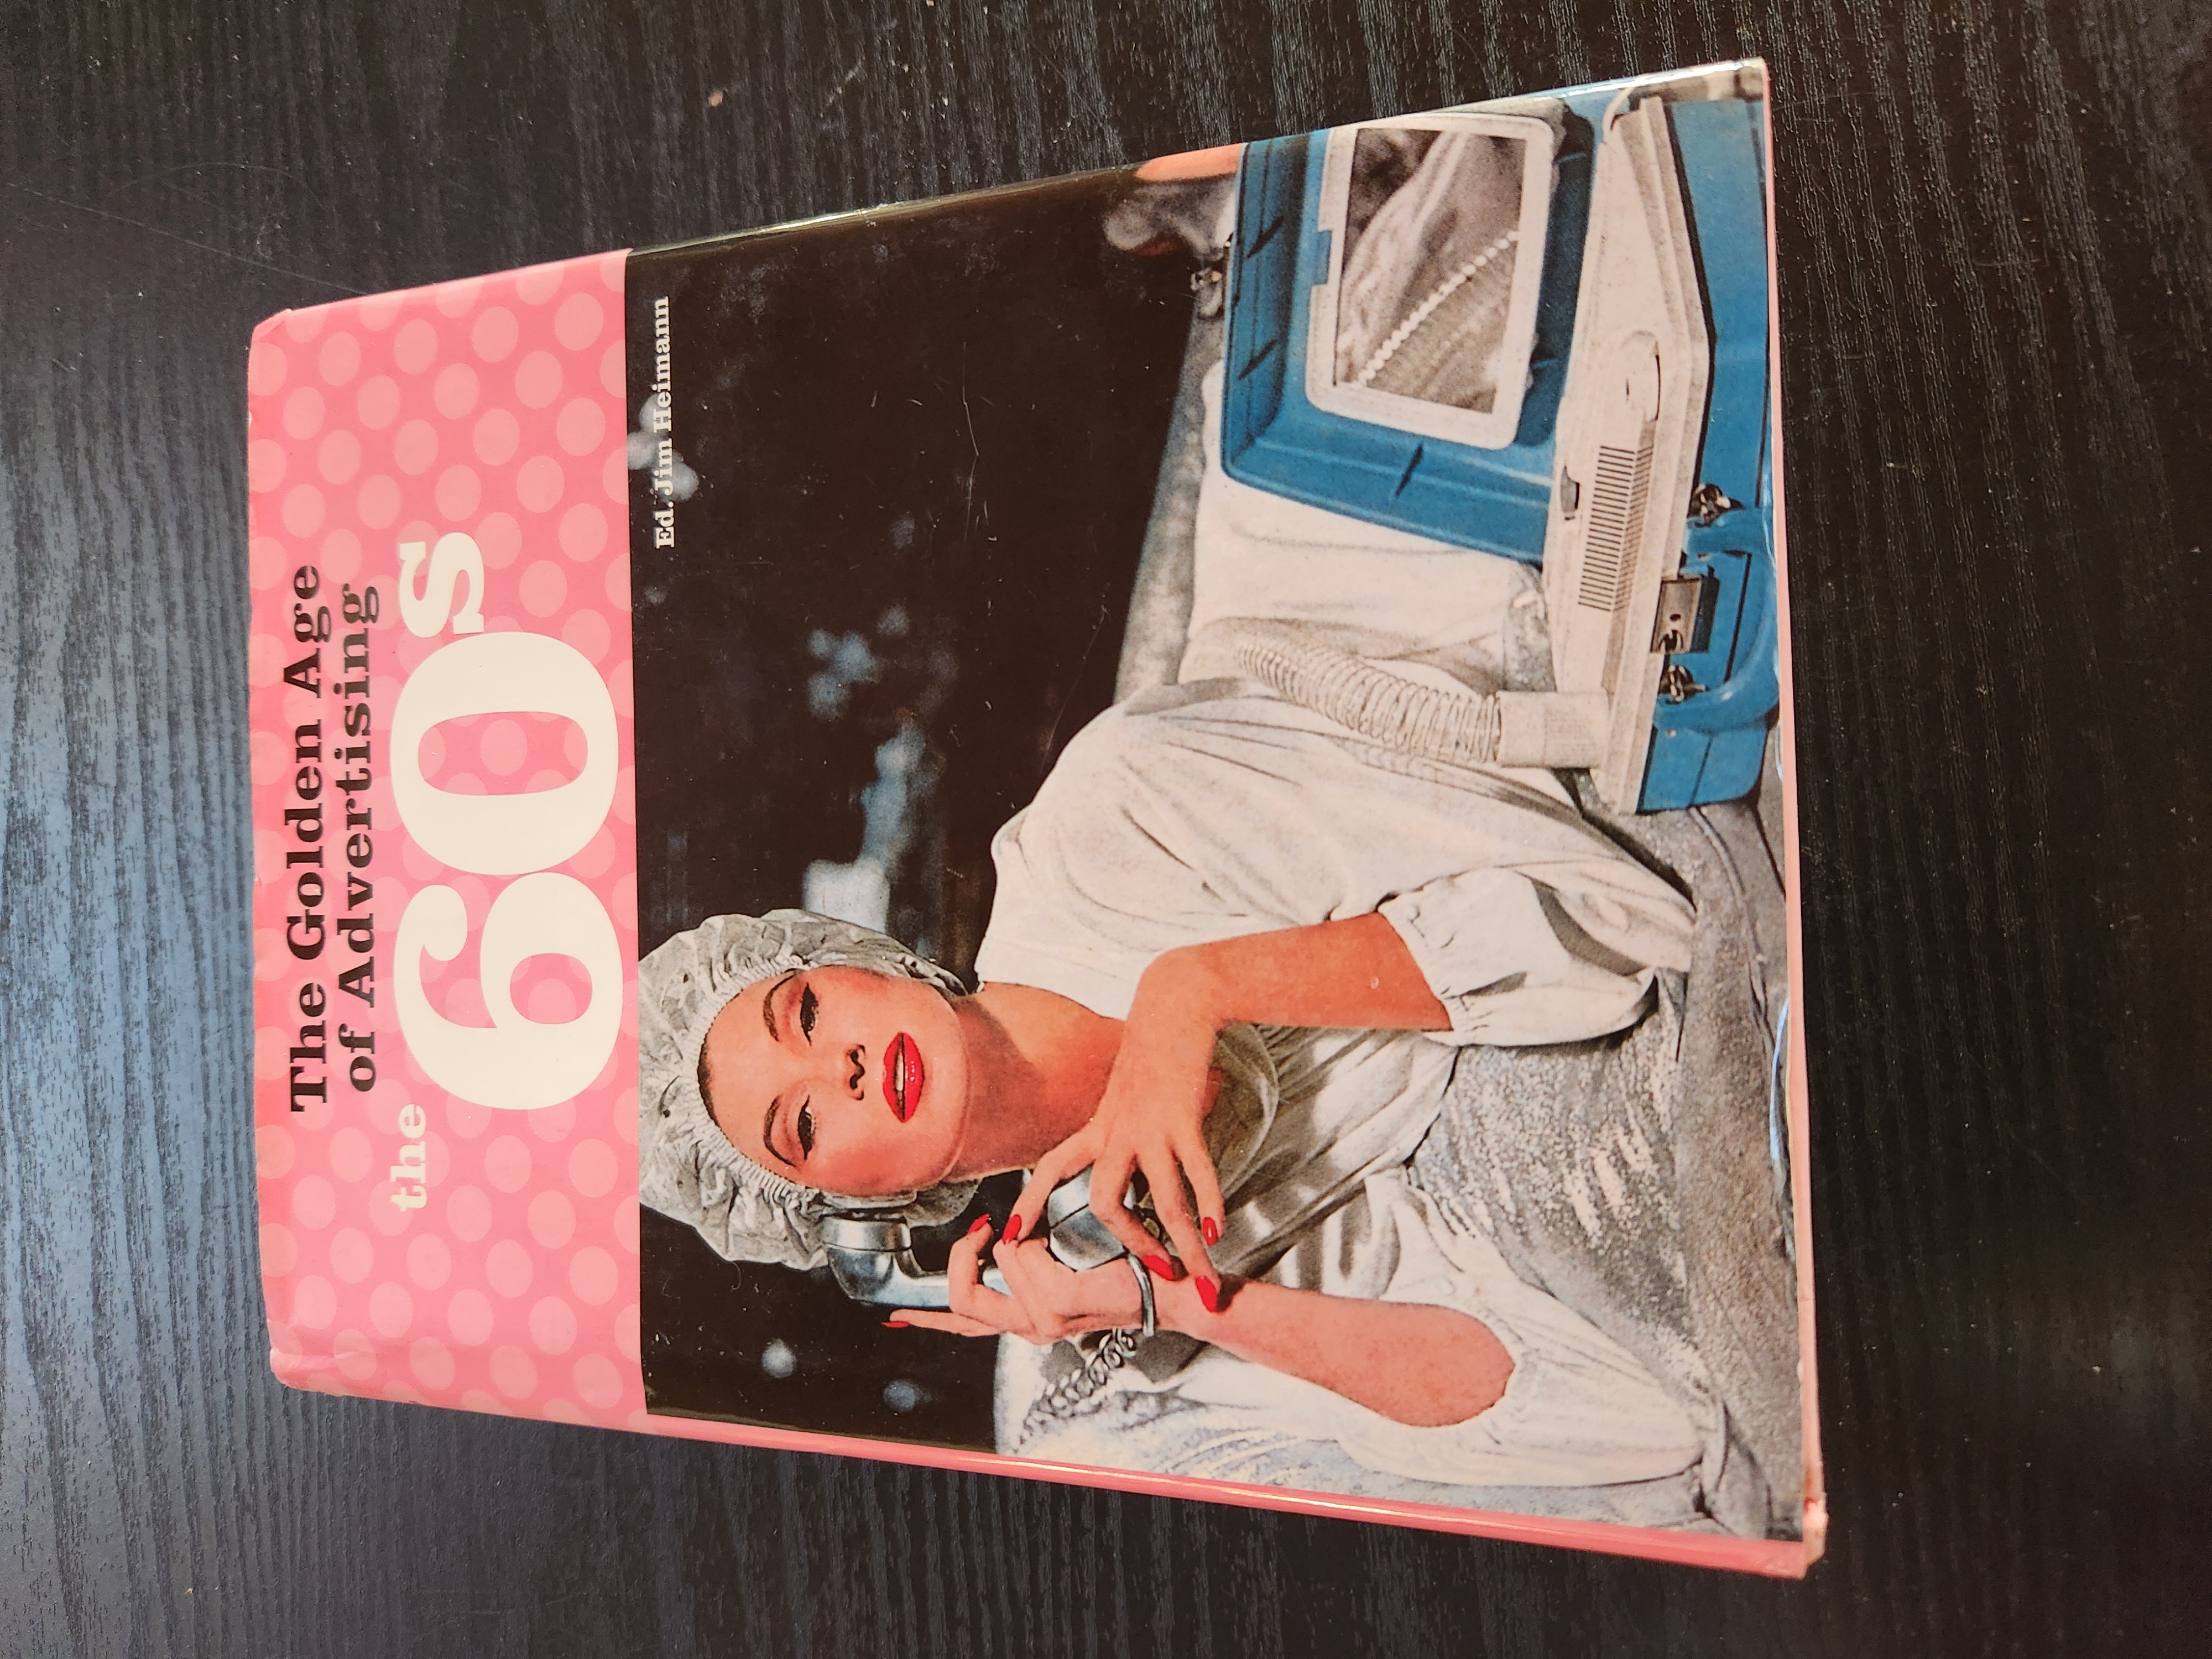 The Golden Age
of Advertising
the 60s
Ed. Jim Heimann